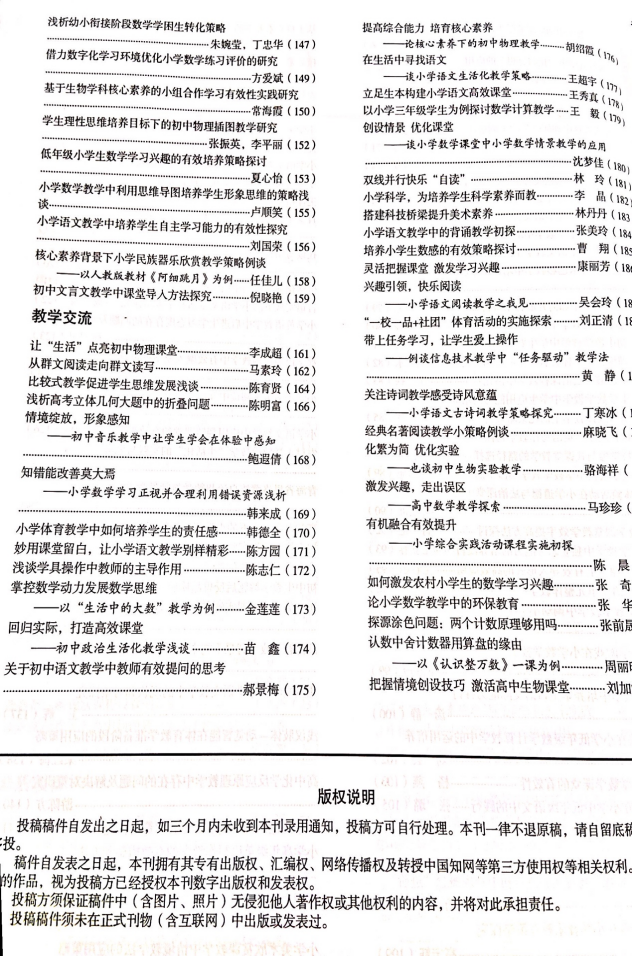 浅析幼小衔接阶段数学学困生转化策略
朱婉莹，丁忠华（147）
借力数字化学习环境优化小学数学练习评价的研究
方爱斌（149）
基于生物学科核心素养的小组合作学习有效性实践研究
常海霞（150）
学生理性思维培养目标下的初中物理插图教学研究
张振英，李平丽（152）
低年级小学生数学学习兴趣的有效培养策略探讨
夏心怡（153）
小学数学教学中利用思维导图培养学生形象思维的策略浅
谈……卢顺笑（155）
小学语文教学中培养学生自主学习能力的有效性探究
刘国荣（156）
核心素养背景下小学民族器乐欣赏教学策略例谈
——以人教版教材《阿细跳月》为例……任佳儿（158）
初中文言文教学中课堂导入方法探究……倪晓艳（159）
教学交流
让“生活”点亮初中物理课堂……李成超（161）
从群文阅读走向群文读写……马素玲（162）
比较式教学促进学生思维发展浅谈……陈育贤（164）
浅析高考立体几何大题中的折叠问题……陈明富（166）
情境绽放，形象感知
——初中音乐教学中让学生学会在体验中感知
鲍迎倩（168）
知错能改善莫大焉
——小学数学学习正视并合理利用错误资源浅析
韩来成（169）
小学体育教学中如何培养学生的责任感……韩德全（170）
妙用课堂留白，让小学语文教学别样精彩……陈方园（171）
浅谈学具操作中教师的主导作用……陈志仁（172）
掌控数学动力发展数学思维
——以“生活中的大数”教学为例……金莲莲（173）
回归实际，打造高效课堂
——初中政治生活化教学浅谈……苗　鑫（174）
关于初中语文教学中教师有效提问的思考
郝景梅（175）
提高综合能力 培育核心素养
——论核心素养下的初中物理教学……胡绍霞（176）
在生活中寻找语文
——谈小学语文生活化教学策略……王超宇（177）
立足生本构建小学语文高效课堂……王秀真（178）
以小学三年级学生为例探讨数学计算教学……王　毅（179）
创设情景 优化课堂
——谈小学数学课堂中小学数学情景教学的应用
沈梦佳（180）
双线并行快乐“自读”……林　玲（181）
小学科学，为培养学生科学素养而教……李　晶（182
搭建科技桥梁提升美术素养……林丹丹（183
小学语文教学中的背诵教学初探……张美玲（184
培养小学生数感的有效策略探讨……曹　翔（185
灵活把握课堂 激发学习兴趣……康丽芳（186
兴趣引领，快乐阅读
——小学语文阅读教学之我见……吴会玲（18
“一校一品+社团”体育活动的实施探索……刘正清（18
带上任务学习，让学生爱上操作
——例谈信息技术教学中“任务驱动”教学法
黄　静（1
关注诗词教学感受诗风意蕴
——小学语文古诗词教学策略探究……丁寒冰（
经典名著阅读教学小策略例谈……麻晓飞（
化繁为简 优化实验
——也谈初中生物实验教学……骆海祥（
激发兴趣，走出误区
——高中数学教学探索……马珍珍（
有机融合有效提升
——小学综合实践活动课程实施初探
陈　晨
如何激发农村小学生的数学学习兴趣……张　奇
论小学数学教学中的环保教育……张　华
探源涂色问题：两个计数原理够用吗……张前
认数中舍计数器用算盘的缘由
——以《认识整万数》一课为例……周丽
把握情境创设技巧 激活高中生物课堂……刘加
版权说明
投稿稿件自发出之日起，如三个月内未收到本刊录用通知，投稿方可自行处理。本刊一律不退原稿，请自留底稿
投。
稿件自发表之日起，本刊拥有其专有出版权、汇编权、网络传播权及转授中国知网等第三方使用权等相关权利。
的作品，视为投稿方已经授权本刊数字出版权和发表权。
投稿方须保证稿件中（含图片、照片）无侵犯他人著作权或其他权利的内容，并将对此承担责任。
投稿稿件须未在正式刊物（含互联网）中出版或发表过。